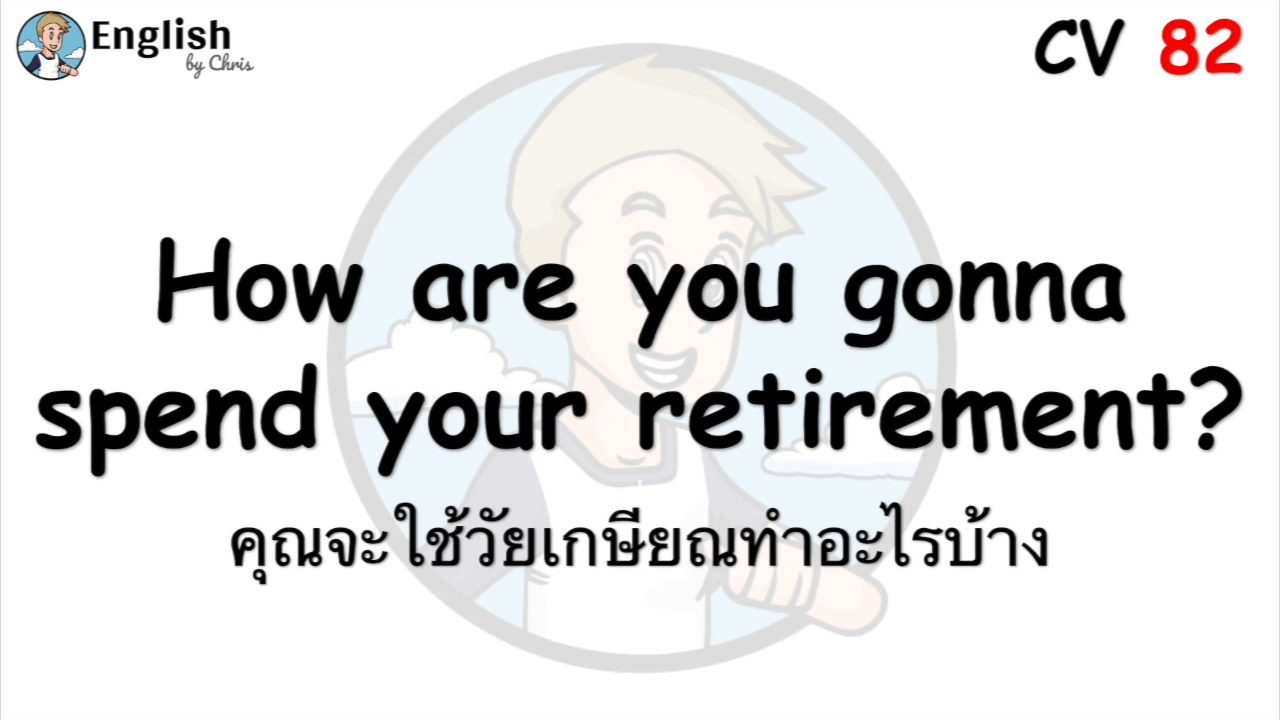 English
by Chris
CV 82
How are you gonna
spend your retirement?
คุณจะใช้วัยเกษียณทำอะไรบ้าง